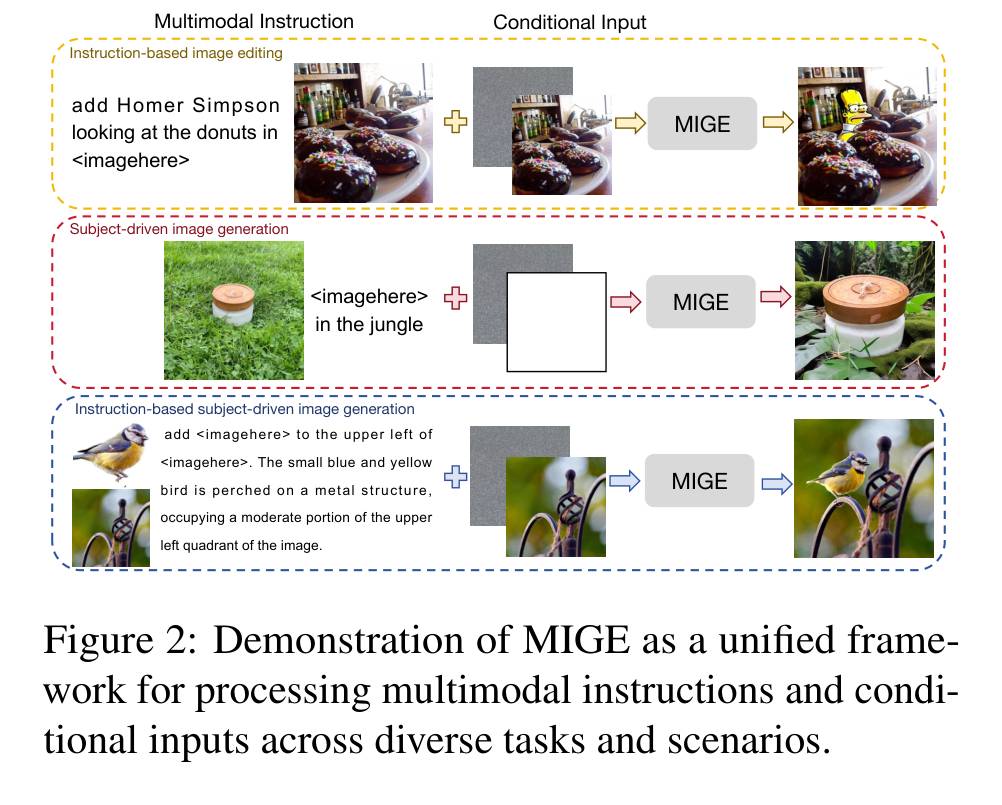 Multimodal Instruction
Conditional Input
Instruction-based image editing
add Homer Simpson
looking at the donuts in
<imagehere>
MIGE
Subject-driven image generation
<imagehere>
in the jungle
MIGE
Instruction-based subject-driven image generation
add <imagehere> to the upper left of
<imagehere>. The small blue and yellow
bird is perched on a metal structure,
occupying a moderate portion of the upper
left quadrant of the image.
MIGE
Figure 2: Demonstration of MIGE as a unified frame-
work for processing multimodal instructions and condi-
tional inputs across diverse tasks and scenarios.